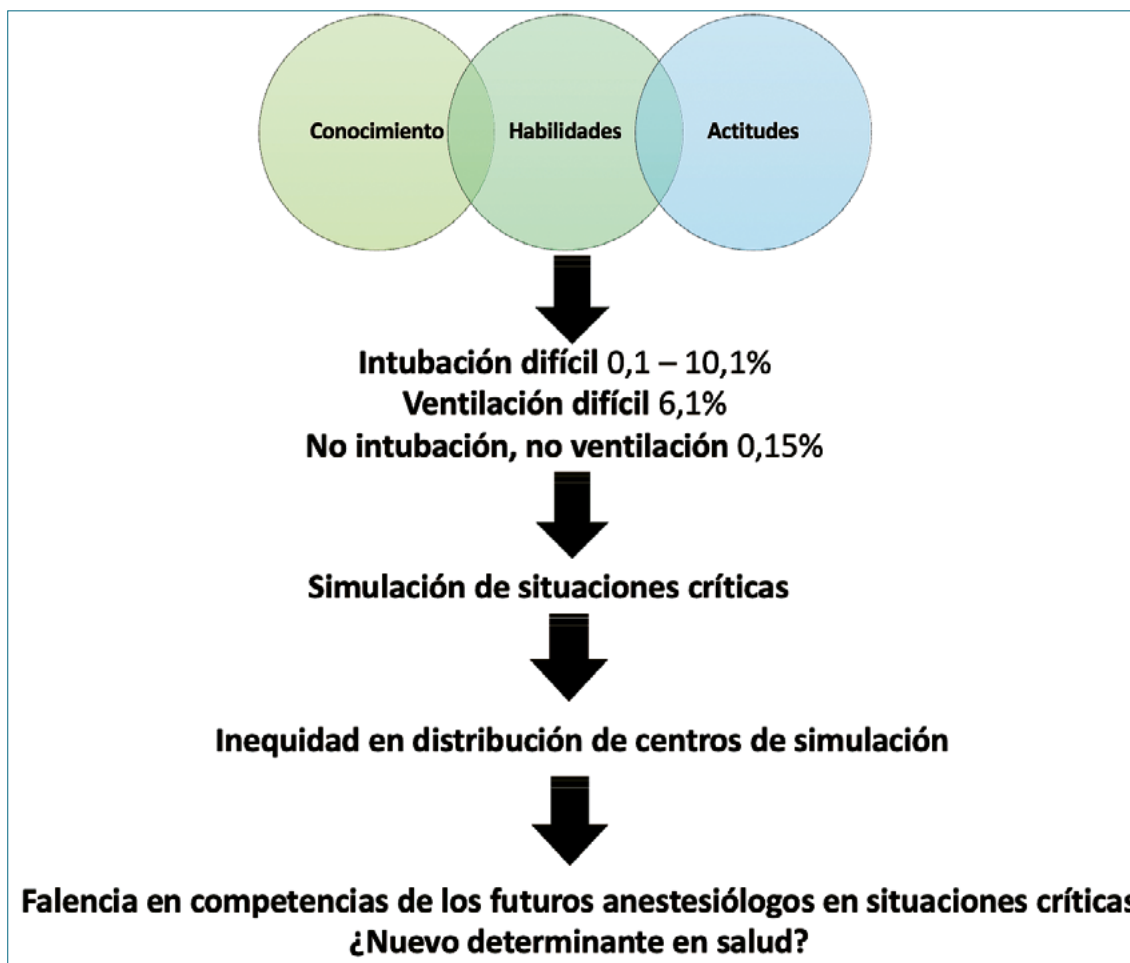 Conocimiento
Habilidades
Actitudes
Intubación difícil 0,1 – 10,1%
Ventilación difícil 6,1%
No intubación, no ventilación 0,15%
Simulación de situaciones críticas
Inequidad en distribución de centros de simulación
Falencia en competencias de los futuros anestesiólogos en situaciones críticas
¿Nuevo determinante en salud?